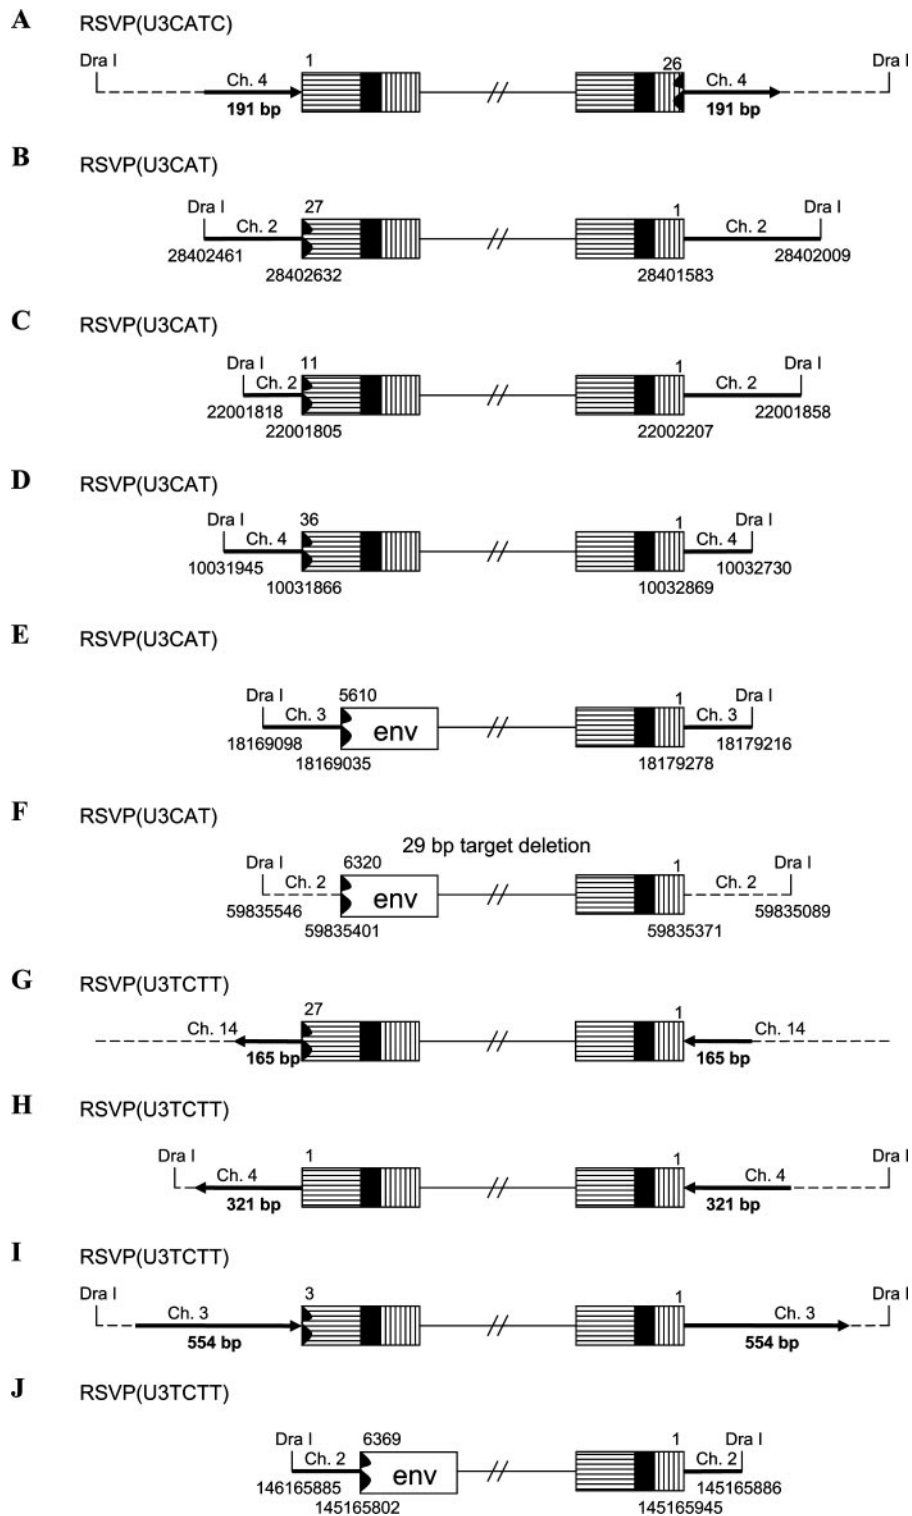 A RSVP(U3CATC)
Dra I Ch. 4 1 26 Ch. 4 Dra I
191 bp 191 bp
B RSVP(U3CAT)
Dra I Ch. 2 27 1 Ch. 2 Dra I
28402461 28402632 28401583 28402009
C RSVP(U3CAT)
Dra I Ch. 2 11 1 Ch. 2 Dra I
22001818 22001805 22002207 22001858
D RSVP(U3CAT)
Dra I Ch. 4 36 1 Ch. 4 Dra I
10031945 10031866 10032869 10032730
E RSVP(U3CAT)
Dra I Ch. 3 5610 1 Ch. 3 Dra I
env
18169098 18169035 18179278 18179216
F RSVP(U3CAT)
29 bp target deletion
Dra I Ch. 2 6320 1 Ch. 2 Dra I
env
59835546 59835401 59835371 59835089
G RSVP(U3TCTT)
Ch. 14 27 1 Ch. 14
165 bp 165 bp
H RSVP(U3TCTT)
Dra I Ch. 4 1 1 Ch. 4 Dra I
321 bp 321 bp
I RSVP(U3TCTT)
Dra I Ch. 3 3 1 Ch. 3 Dra I
554 bp 554 bp
J RSVP(U3TCTT)
Dra I Ch. 2 6369 1 Ch. 2 Dra I
env
146165885 145165802 145165945 145165886